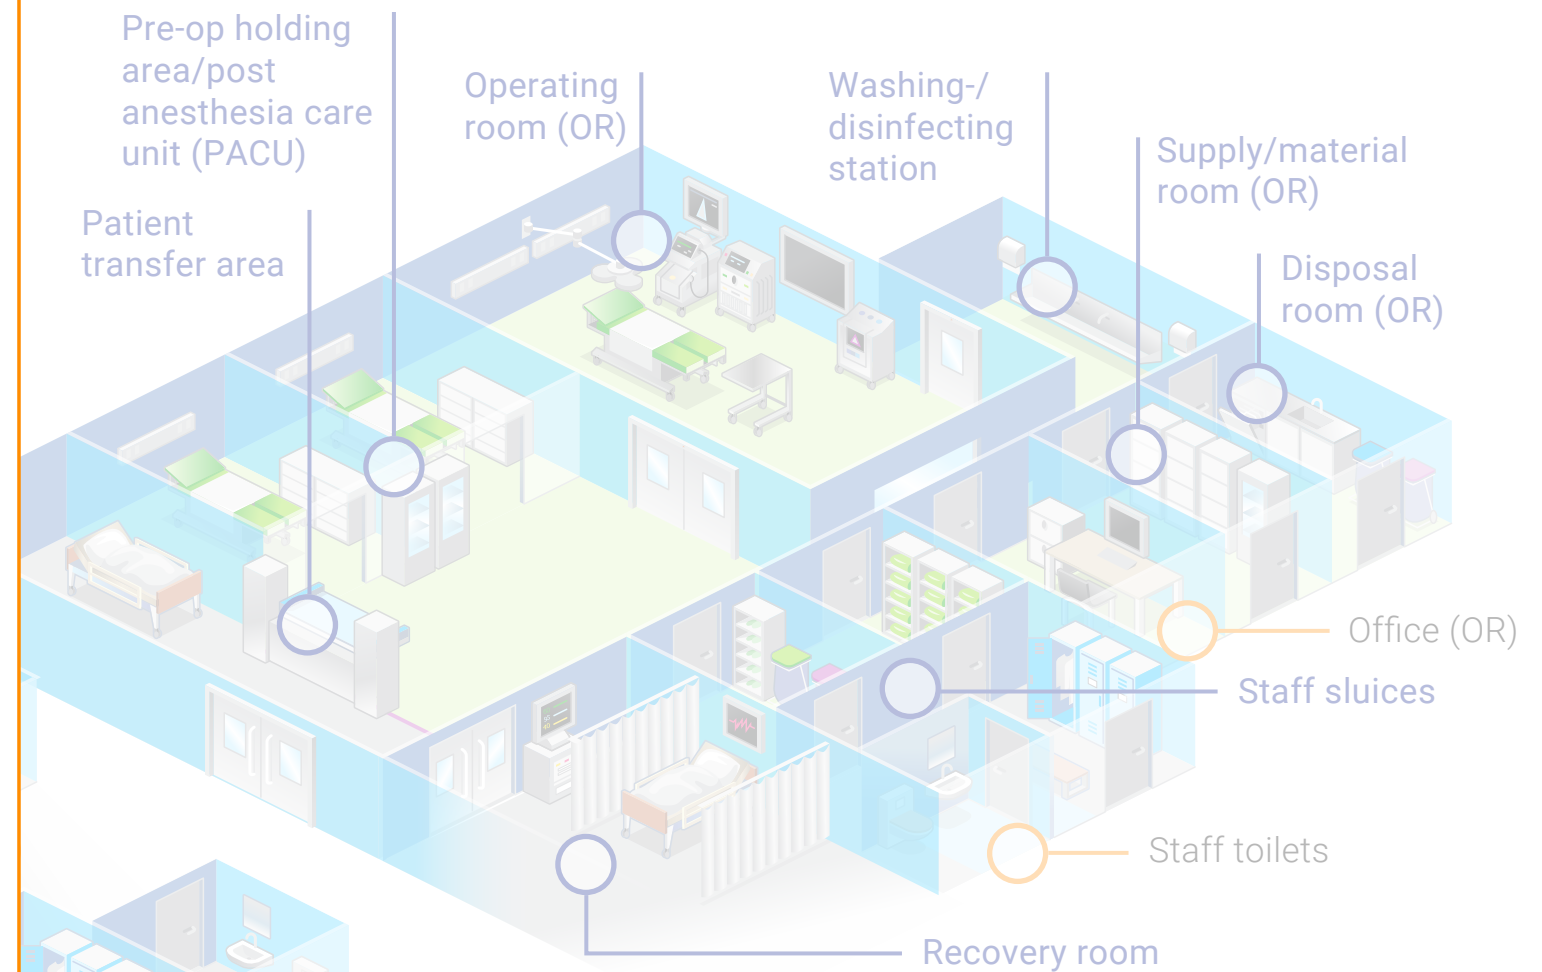 Pre-op holding
area/post
anesthesia care
unit (PACU)
Operating
room (OR)
Washing-/
disinfecting
station
Supply/material
room (OR)
Patient
transfer area
Disposal
room (OR)
Office (OR)
Staff sluices
Staff toilets
Recovery room